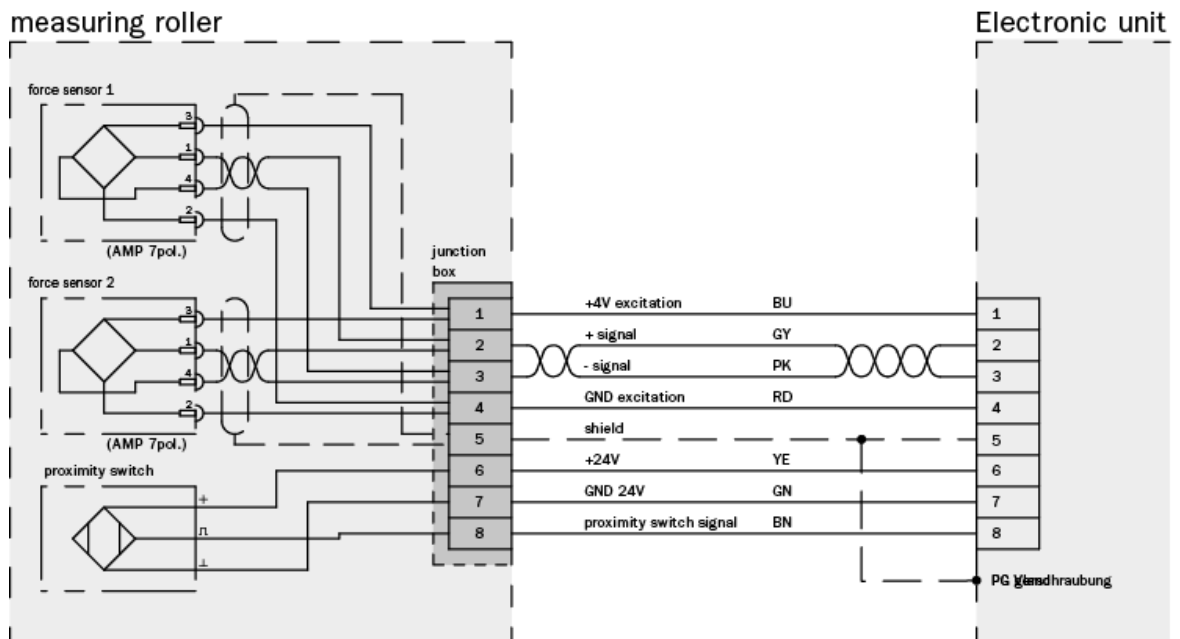 measuring roller
Electronic unit
force sensor 1
3
1
4
2
(AMP 7pol.)
force sensor 2
3
1
4
2
(AMP 7pol.)
proximity switch
+
⊥
junction
box
1
2
3
4
5
6
7
8
+4V excitation BU
+ signal GY
- signal PK
GND excitation RD
shield
+24V YE
GND 24V GN
proximity switch signal BN
1
2
3
4
5
6
7
8
PG